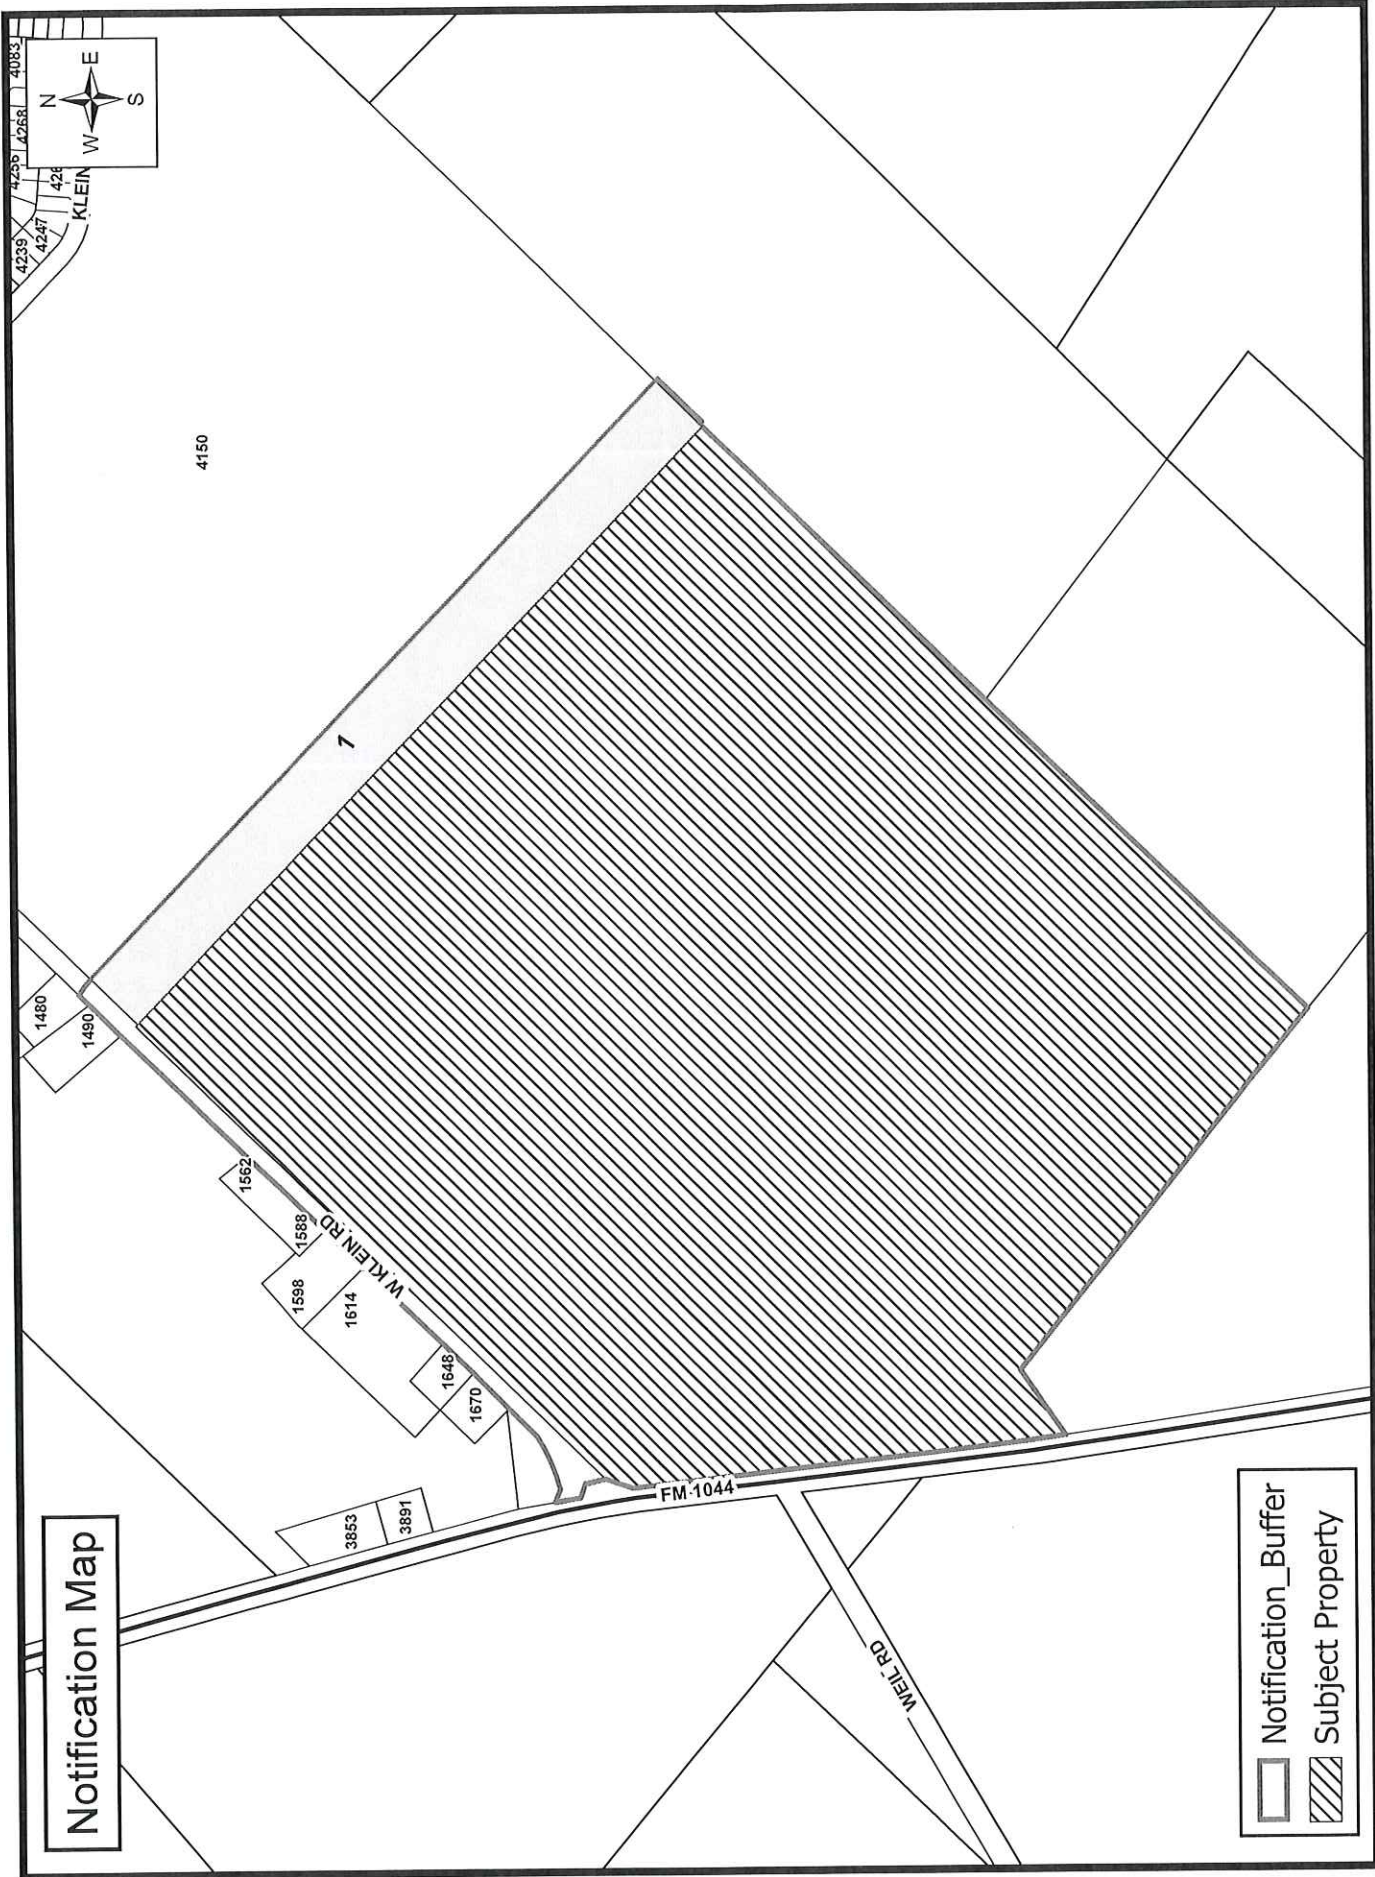 Notification Map
N
W E
S
4256
4268
4083
4239
4247
KLEIN
4150
1
1480
1490
1562
1588
1598
1614
W KLEIN RD
1648
1670
3853
3891
FM 1044
WEIL RD
Notification_Buffer
Subject Property